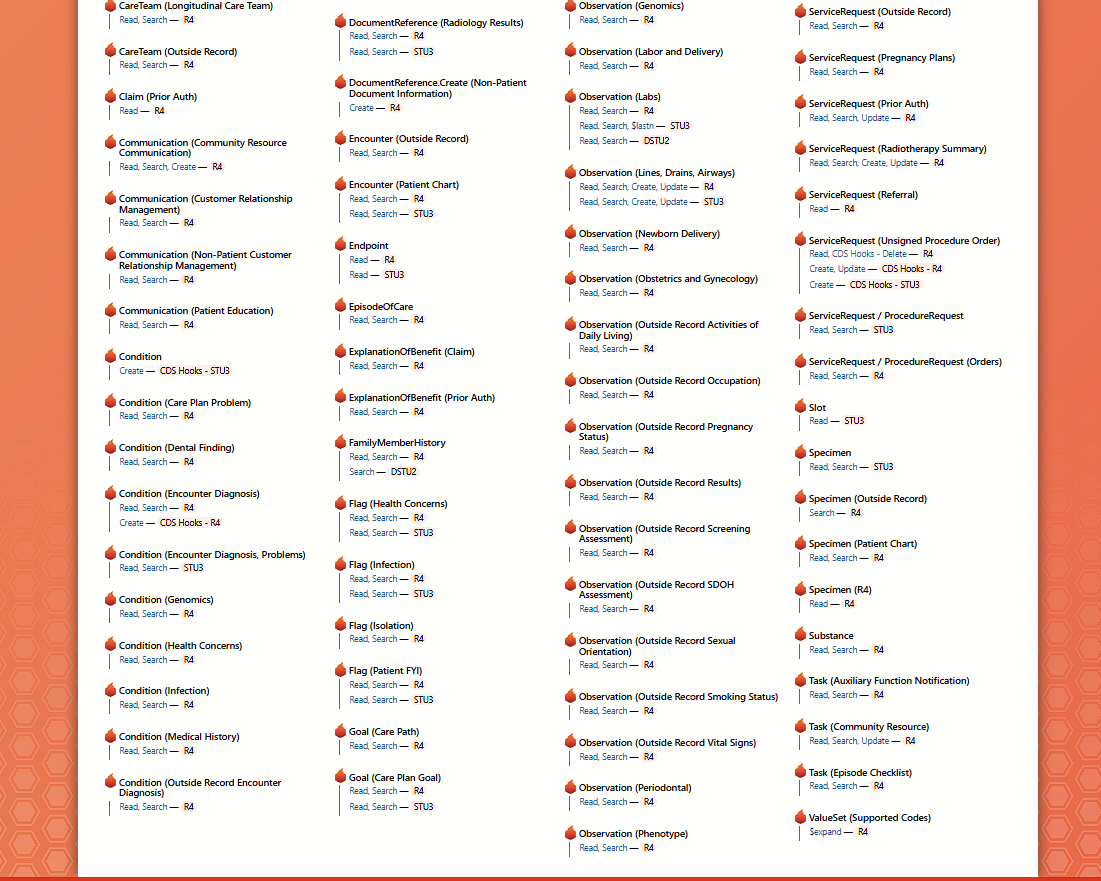 CareTeam (Longitudinal Care Team)
Read, Search — R4
CareTeam (Outside Record)
Read, Search — R4
Claim (Prior Auth)
Read — R4
Communication (Community Resource
Communication)
Read, Search, Create — R4
Communication (Customer Relationship
Management)
Read, Search — R4
Communication (Non-Patient Customer
Relationship Management)
Read, Search — R4
Communication (Patient Education)
Read, Search — R4
Condition
Create — CDS Hooks - STU3
Condition (Care Plan Problem)
Read, Search — R4
Condition (Dental Finding)
Read, Search — R4
Condition (Encounter Diagnosis)
Read, Search — R4
Create — CDS Hooks - R4
Condition (Encounter Diagnosis, Problems)
Read, Search — STU3
Condition (Genomics)
Read, Search — R4
Condition (Health Concerns)
Read, Search — R4
Condition (Infection)
Read, Search — R4
Condition (Medical History)
Read, Search — R4
Condition (Outside Record Encounter
Diagnosis)
Read, Search — R4
DocumentReference (Radiology Results)
Read, Search — R4
Read, Search — STU3
DocumentReference.Create (Non-Patient
Document Information)
Create — R4
Encounter (Outside Record)
Read, Search — R4
Encounter (Patient Chart)
Read, Search — R4
Read, Search — STU3
Endpoint
Read — R4
Read — STU3
EpisodeOfCare
Read, Search — R4
ExplanationOfBenefit (Claim)
Read, Search — R4
ExplanationOfBenefit (Prior Auth)
Read, Search — R4
FamilyMemberHistory
Read, Search — R4
Search — DSTU2
Flag (Health Concerns)
Read, Search — R4
Read, Search — STU3
Flag (Infection)
Read, Search — R4
Read, Search — STU3
Flag (Isolation)
Read, Search — R4
Flag (Patient FYI)
Read, Search — R4
Read, Search — STU3
Goal (Care Path)
Read, Search — R4
Goal (Care Plan Goal)
Read, Search — R4
Read, Search — STU3
Observation (Genomics)
Read, Search — R4
Observation (Labor and Delivery)
Read, Search — R4
Observation (Labs)
Read, Search — R4
Read, Search, $lastn — STU3
Read, Search — DSTU2
Observation (Lines, Drains, Airways)
Read, Search, Create, Update — R4
Read, Search, Create, Update — STU3
Observation (Newborn Delivery)
Read, Search — R4
Observation (Obstetrics and Gynecology)
Read, Search — R4
Observation (Outside Record Activities of
Daily Living)
Read, Search — R4
Observation (Outside Record Occupation)
Read, Search — R4
Observation (Outside Record Pregnancy
Status)
Read, Search — R4
Observation (Outside Record Results)
Read, Search — R4
Observation (Outside Record Screening
Assessment)
Read, Search — R4
Observation (Outside Record SDOH
Assessment)
Read, Search — R4
Observation (Outside Record Sexual
Orientation)
Read, Search — R4
Observation (Outside Record Smoking Status)
Read, Search — R4
Observation (Outside Record Vital Signs)
Read, Search — R4
Observation (Periodontal)
Read, Search — R4
Observation (Phenotype)
Read, Search — R4
ServiceRequest (Outside Record)
Read, Search — R4
ServiceRequest (Pregnancy Plans)
Read, Search — R4
ServiceRequest (Prior Auth)
Read, Search, Update — R4
ServiceRequest (Radiotherapy Summary)
Read, Search, Create, Update — R4
ServiceRequest (Referral)
Read — R4
ServiceRequest (Unsigned Procedure Order)
Read, CDS Hooks - Delete — R4
Create, Update — CDS Hooks - R4
Create — CDS Hooks - STU3
ServiceRequest / ProcedureRequest
Read, Search — STU3
ServiceRequest / ProcedureRequest (Orders)
Read, Search — R4
Slot
Read — STU3
Specimen
Read, Search — STU3
Specimen (Outside Record)
Search — R4
Specimen (Patient Chart)
Read, Search — R4
Specimen (R4)
Read — R4
Substance
Read, Search — R4
Task (Auxiliary Function Notification)
Read, Search — R4
Task (Community Resource)
Read, Search, Update — R4
Task (Episode Checklist)
Read, Search — R4
ValueSet (Supported Codes)
$expand — R4